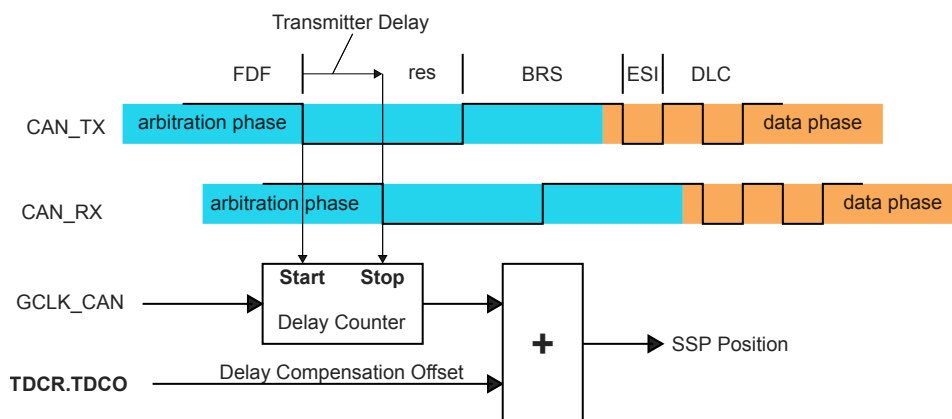 Transmitter Delay
FDF res BRS ESI DLC
CAN_TX arbitration phase data phase
CAN_RX arbitration phase data phase
Start Stop
GCLK_CAN Delay Counter
+ SSP Position
TDCR.TDCO Delay Compensation Offset